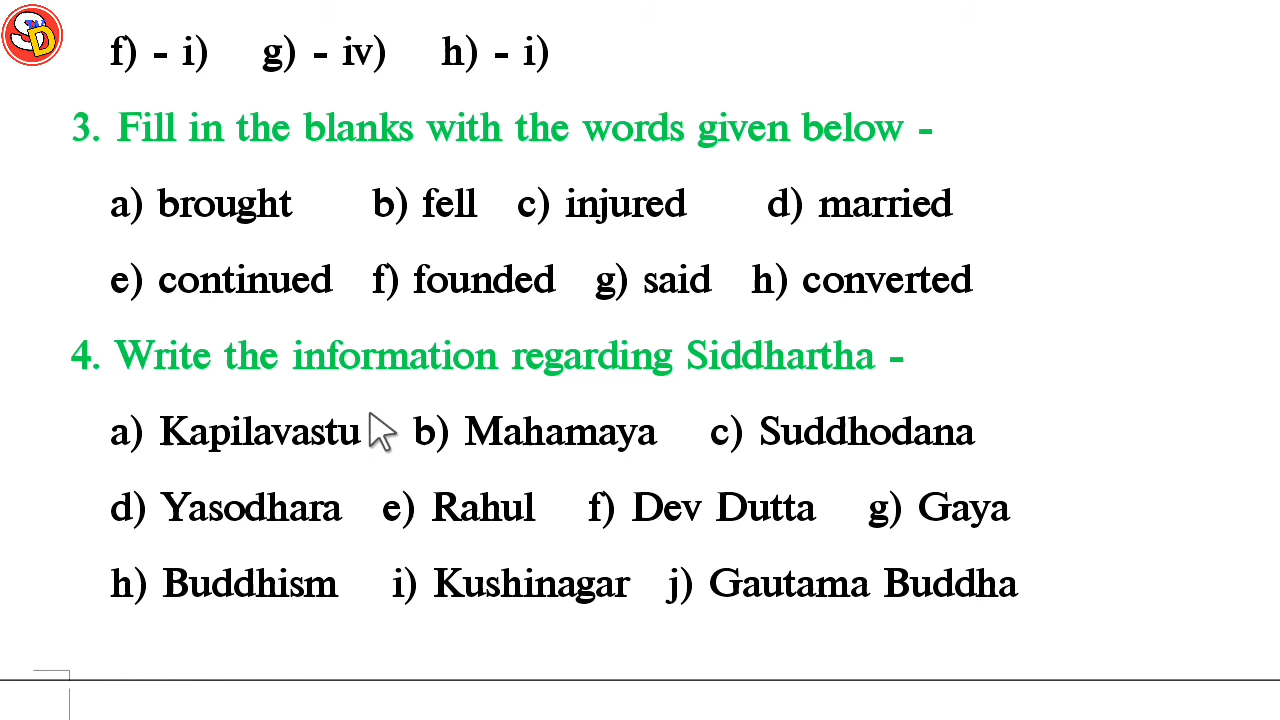 SD
f) - i) g) - iv) h) - i)
3. Fill in the blanks with the words given below -
a) brought b) fell c) injured d) married
e) continued f) founded g) said h) converted
4. Write the information regarding Siddhartha -
a) Kapilavastu b) Mahamaya c) Suddhodana
d) Yasodhara e) Rahul f) Dev Dutta g) Gaya
h) Buddhism i) Kushinagar j) Gautama Buddha